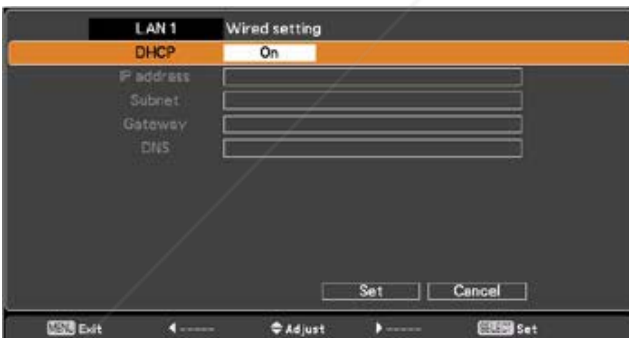 LAN 1 Wired setting
DHCP On
IP address
Subnet
Gateway
DNS
Set Cancel
MENU Exit ◀----- Adjust ▶----- SELECT Set